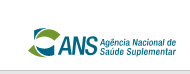 ANS Agência Nacional de
Saúde Suplementar